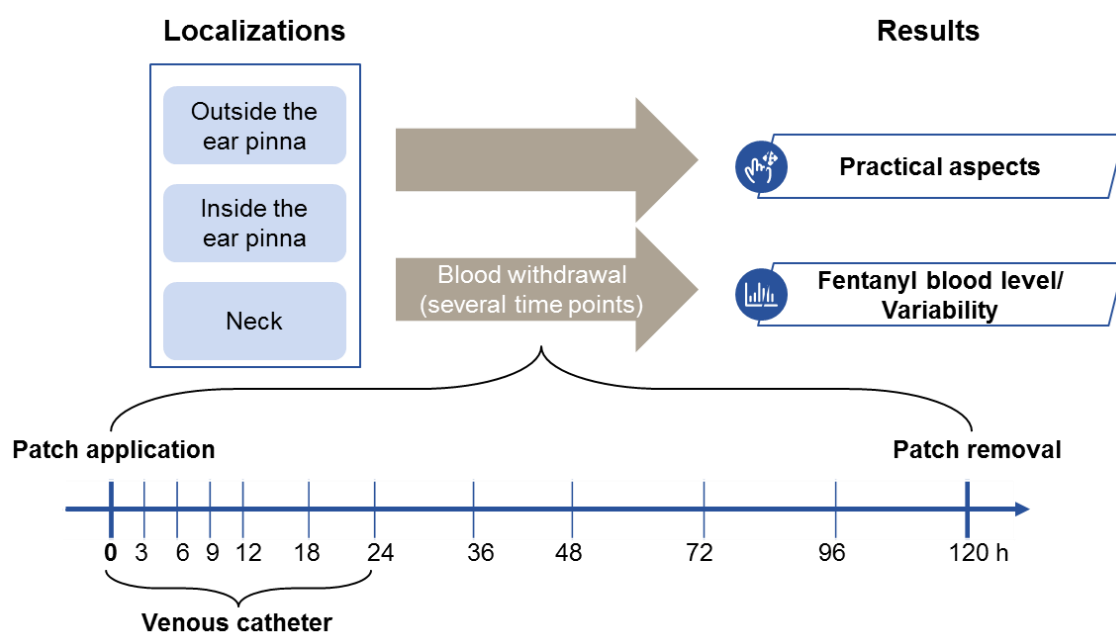 Localizations
Results
Outside the
ear pinna
Inside the
ear pinna
Neck
Practical aspects
Blood withdrawal
(several time points)
Fentanyl blood level/
Variability
Patch application
Patch removal
0 3 6 9 12 18 24 36 48 72 96 120 h
Venous catheter